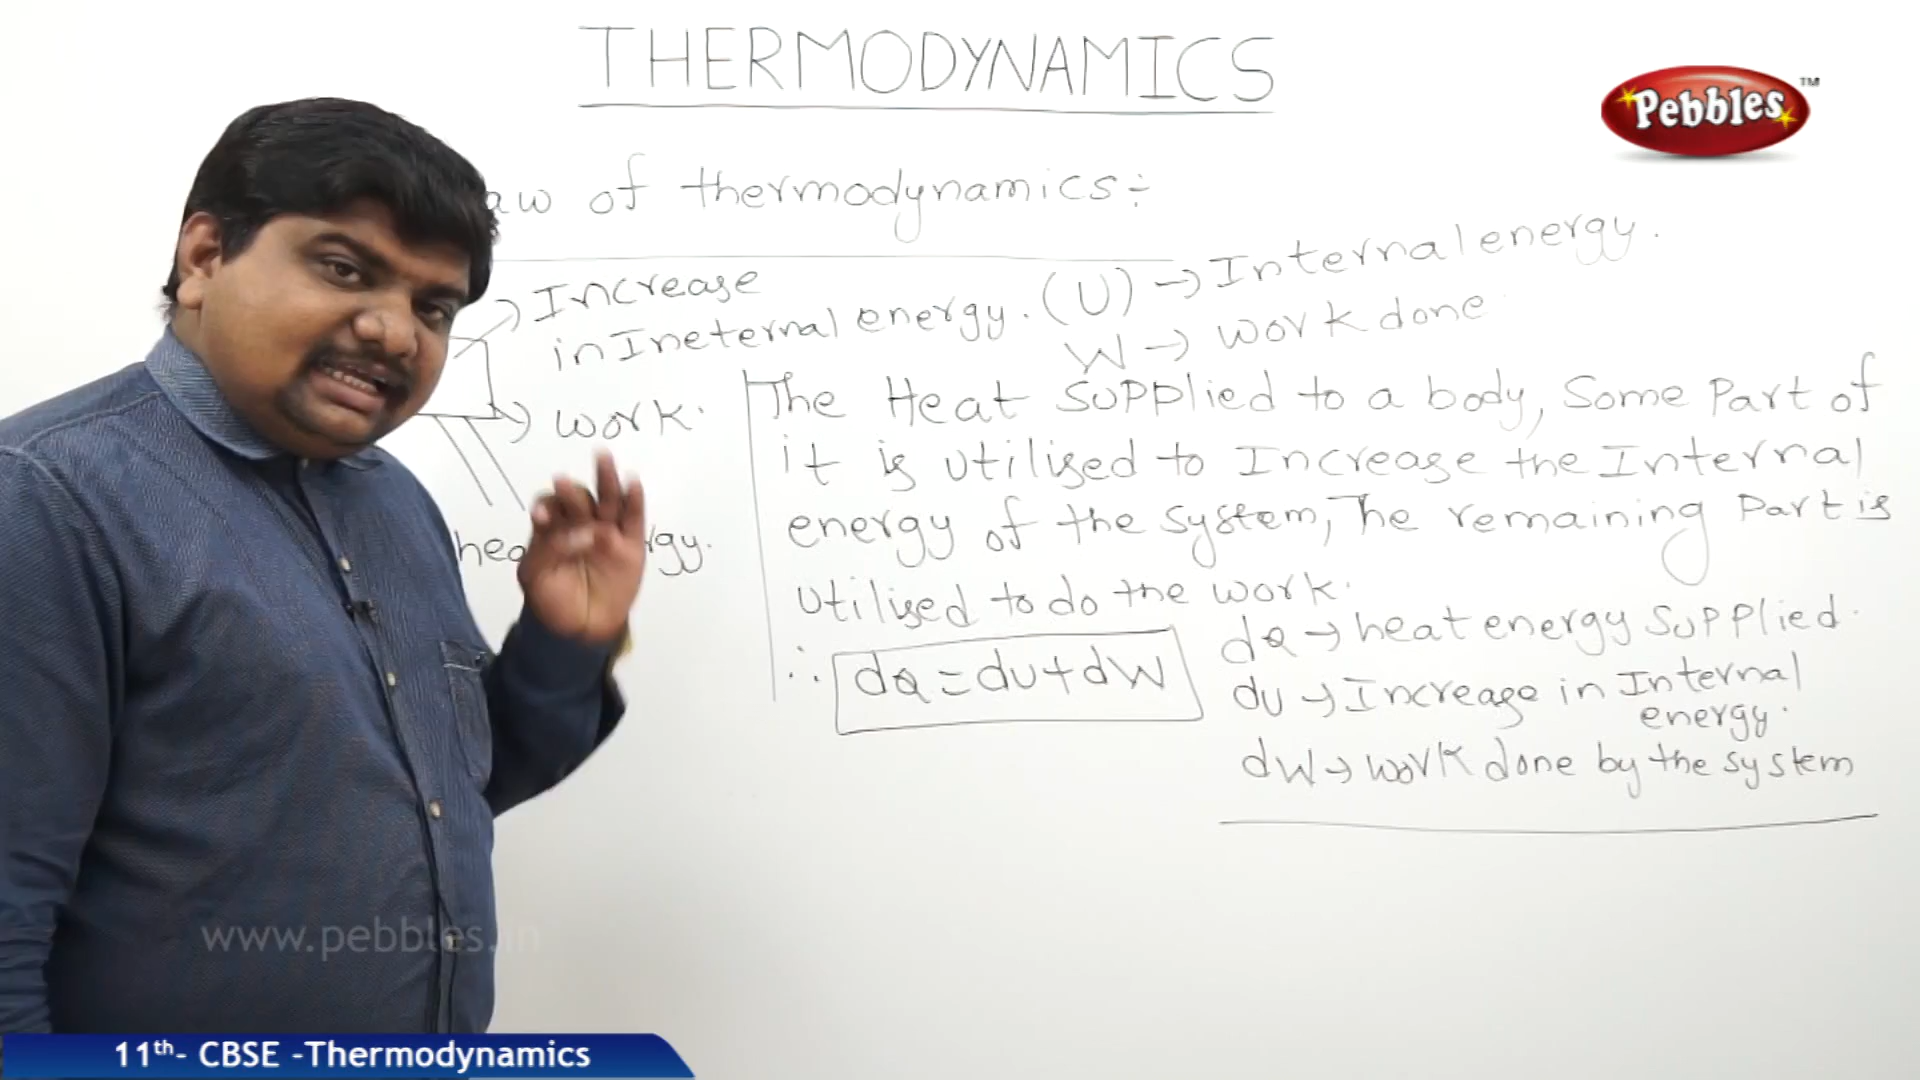 THERMODYNAMICS
Pebbles™
aw of thermodynamics:-
Increase
in Ineternal energy.
(U) → Internal energy.
W → work done
work.
The Heat supplied to a body, Some Part of
it is utilised to Increase the Internal
energy of the system, The remaining Part is
utilised to do the work.
∴ dQ = dU + dW
dQ → heat energy supplied.
dU → Increase in Internal
energy.
dW → work done by the system
www.pebbles.in
11th- CBSE -Thermodynamics